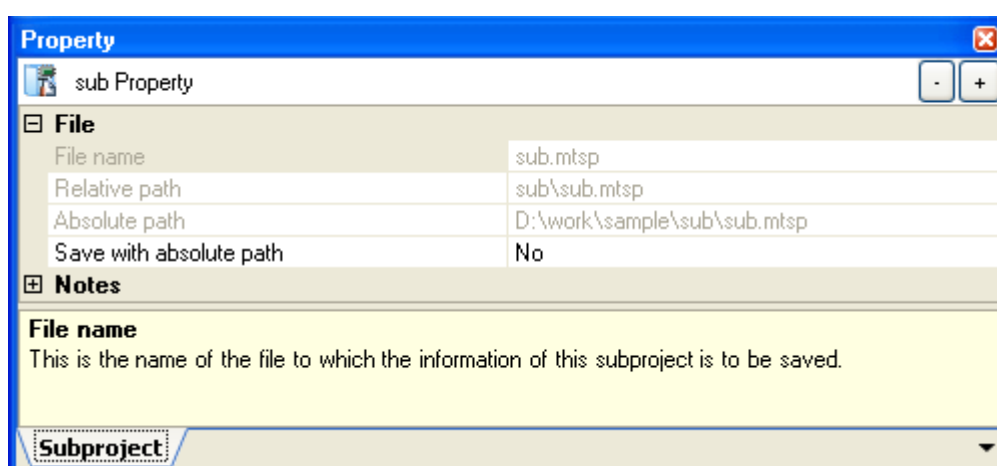 Property
sub Property - +
File
File name sub.mtsp
Relative path sub\sub.mtsp
Absolute path D:\work\sample\sub\sub.mtsp
Save with absolute path No
Notes
File name
This is the name of the file to which the information of this subproject is to be saved.
Subproject